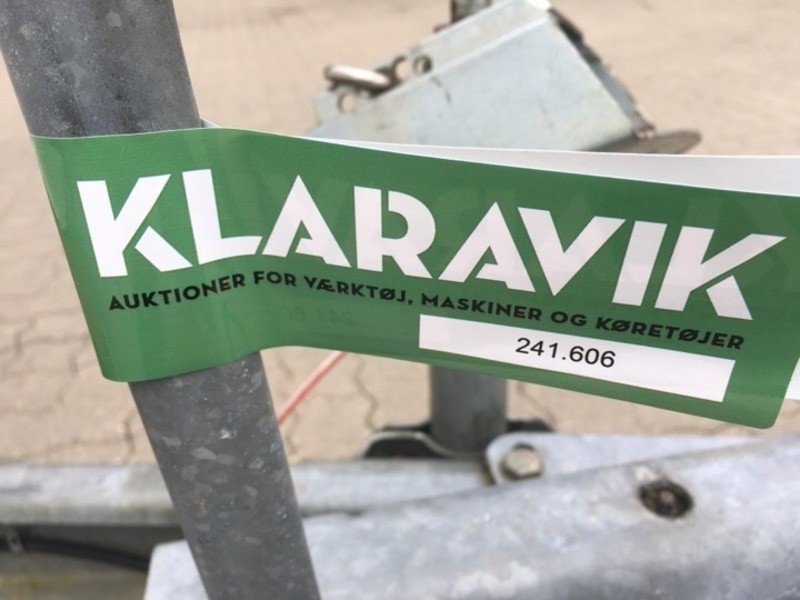 KLARAVIK
AUKTIONER FOR VÆRKTØJ, MASKINER OG KØRETØJER
241.606